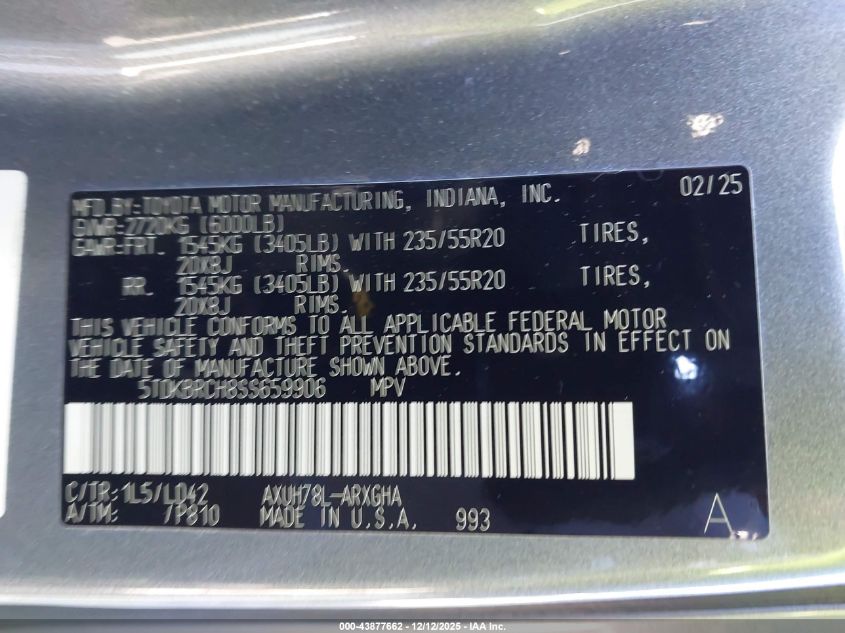 MFD.BY:TOYOTA MOTOR MANUFACTURING, INDIANA, INC. 02/25
GVWR:2720KG (6000LB)
GAWR:FRT. 1545KG (3405LB) WITH 235/55R20 TIRES,
20X8J RIMS.
RR. 1545KG (3405LB) WITH 235/55R20 TIRES,
20X8J RIMS.
THIS VEHICLE CONFORMS TO ALL APPLICABLE FEDERAL MOTOR
VEHICLE SAFETY AND THEFT PREVENTION STANDARDS IN EFFECT ON
THE DATE OF MANUFACTURE SHOWN ABOVE.
5TDKBRCH8SS659906 MPV
C/TR:1L5/LD42 AXUH78L-ARXGHA
A/TM: /P810 MADE IN U.S.A. 993 A
000-43877662 - 12/12/2025 - IAA Inc.